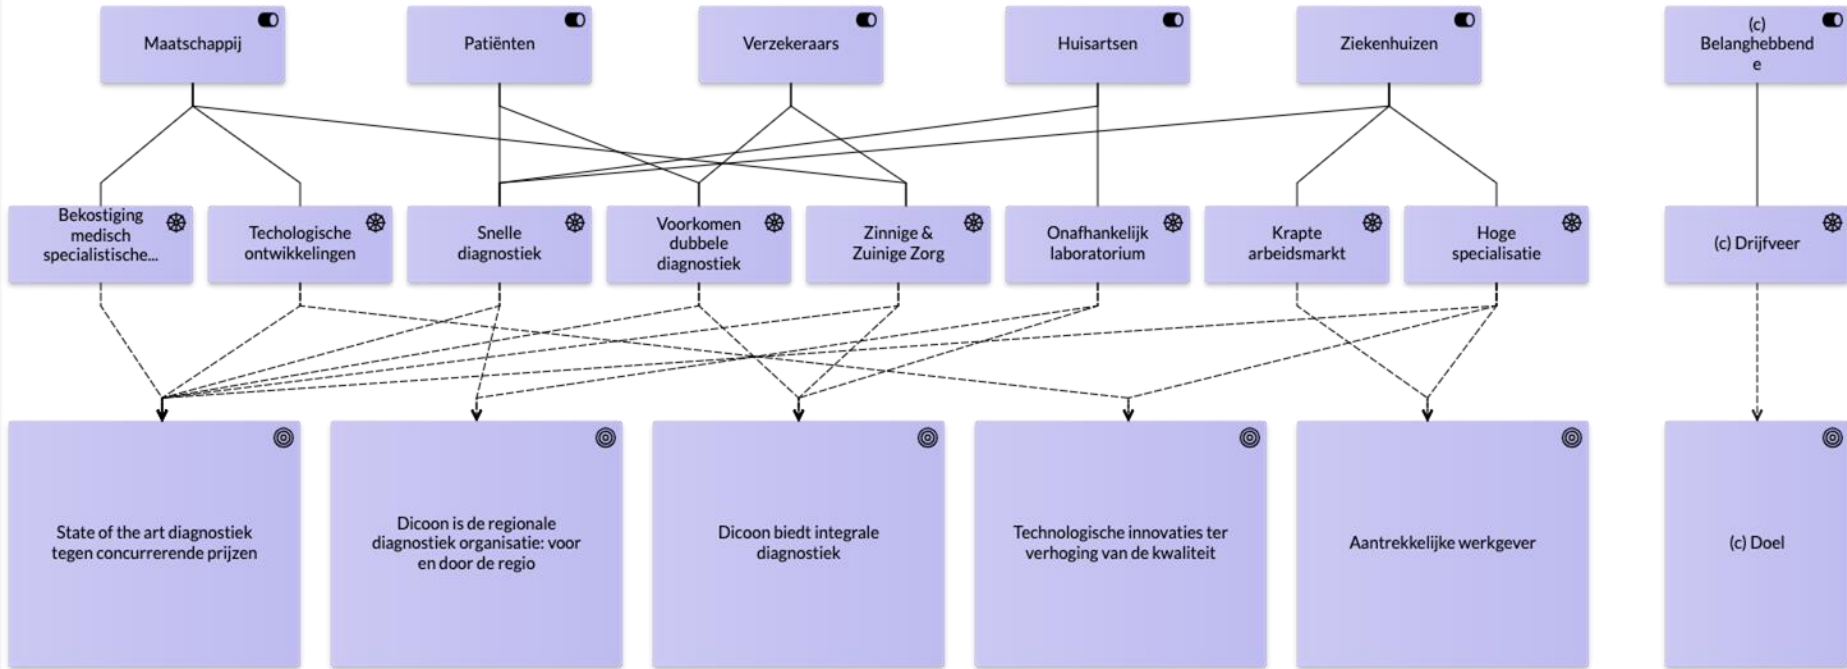 Maatschappij
Patiënten
Verzekeraars
Huisartsen
Ziekenhuizen
(c)
Belanghebbend
e
Bekostiging
medisch
specialistische...
Techologische
ontwikkelingen
Snelle
diagnostiek
Voorkomen
dubbele
diagnostiek
Zinnige &
Zuinige Zorg
Onafhankelijk
laboratorium
Krapte
arbeidsmarkt
Hoge
specialisatie
(c) Drijfveer
State of the art diagnostiek
tegen concurrerende prijzen
Dicoon is de regionale
diagnostiek organisatie: voor
en door de regio
Dicoon biedt integrale
diagnostiek
Technologische innovaties ter
verhoging van de kwaliteit
Aantrekkelijke werkgever
(c) Doel